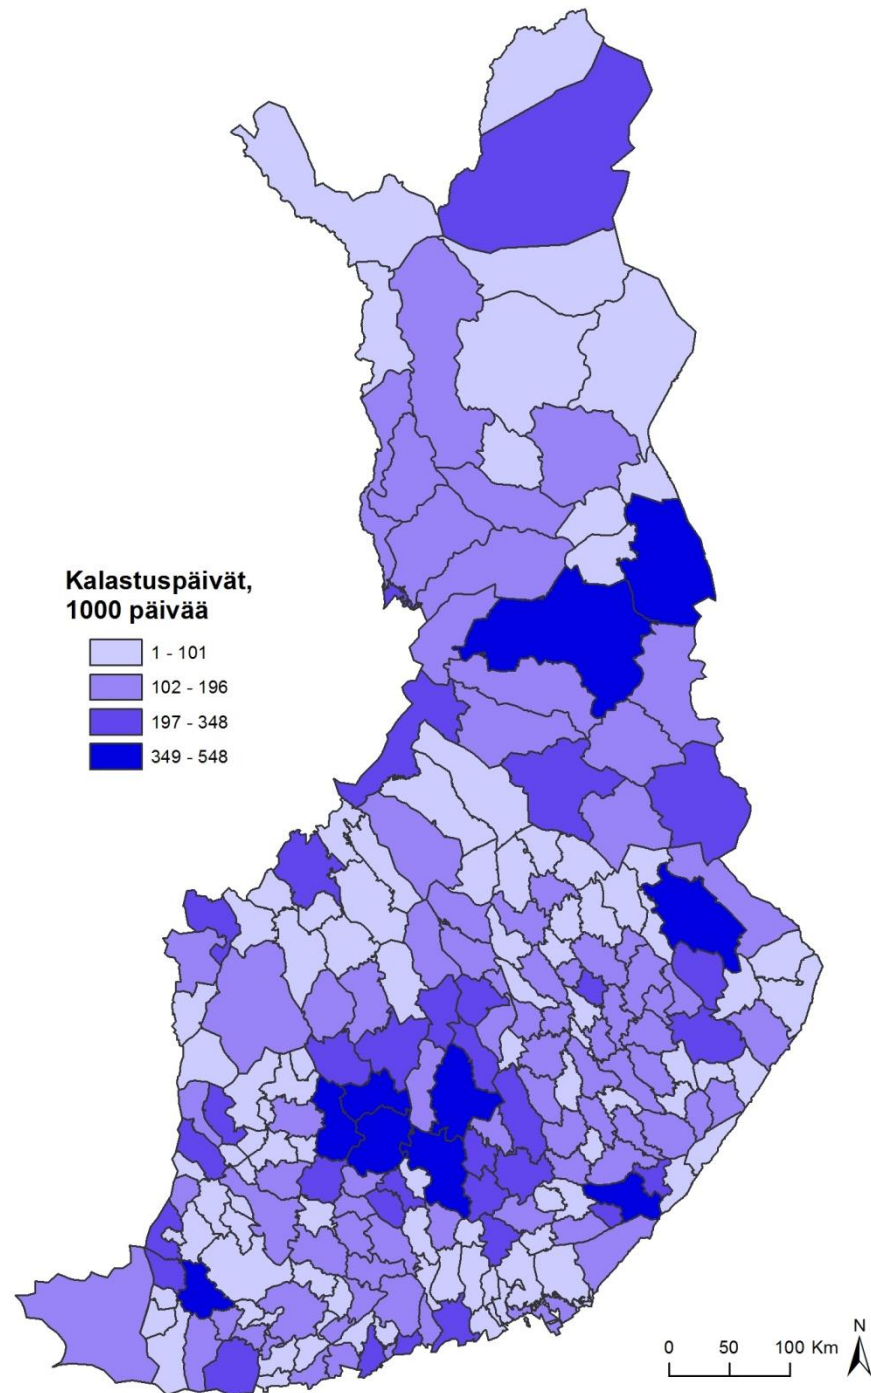 Kalastuspäivät,
1000 päivää
1 - 101
102 - 196
197 - 348
349 - 548
N
0 50 100 Km